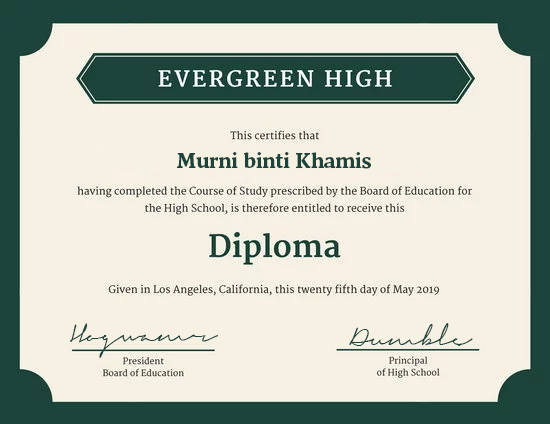 EVERGREEN HIGH
This certifies that
Murni binti Khamis
having completed the Course of Study prescribed by the Board of Education for
the High School, is therefore entitled to receive this
Diploma
Given in Los Angeles, California, this twenty fifth day of May 2019
Dumble
President
Board of Education
Principal
of High School